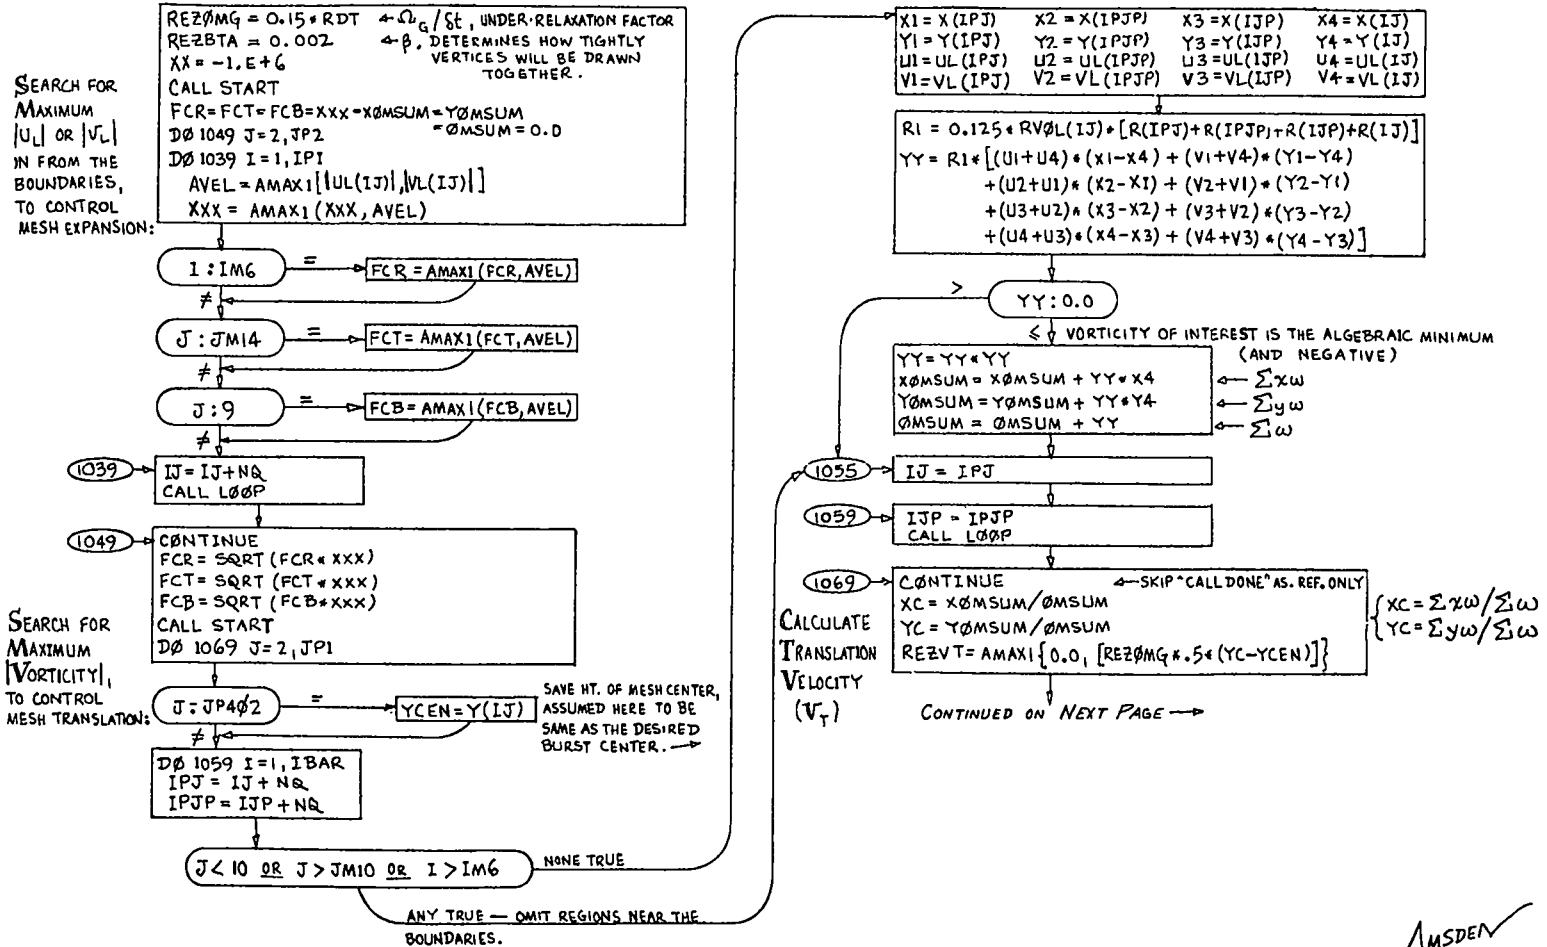 REZØMG = 0.15 * RDT ← Ω_G/δt, UNDER-RELAXATION FACTOR
REZBTA = 0.002 ← β, DETERMINES HOW TIGHTLY
VERTICES WILL BE DRAWN
TOGETHER.
XX = -1.E+6
CALL START
FCR=FCT=FCB=XXX=XØMSUM=YØMSUM
=ØMSUM=0.0
DØ 1049 J=2,JP2
DØ 1039 I=1,IP1
AVEL=AMAX1[|UL(IJ)|,|VL(IJ)|]
XXX = AMAX1(XXX,AVEL)
SEARCH FOR
MAXIMUM
|U_L| OR |V_L|
IN FROM THE
BOUNDARIES,
TO CONTROL
MESH EXPANSION:
I:IM6
=
FCR=AMAX1(FCR,AVEL)
≠
J:JM14
=
FCT=AMAX1(FCT,AVEL)
≠
J:9
=
FCB=AMAX1(FCB,AVEL)
≠
1039
IJ=IJ+NQ
CALL LØØP
1049
CØNTINUE
FCR=SQRT(FCR*XXX)
FCT=SQRT(FCT*XXX)
FCB=SQRT(FCB*XXX)
CALL START
DØ 1069 J=2,JP1
SEARCH FOR
MAXIMUM
|VORTICITY|,
TO CONTROL
MESH TRANSLATION:
J:JP4Ø2
=
YCEN=Y(IJ)
SAVE HT. OF MESH CENTER,
ASSUMED HERE TO BE
SAME AS THE DESIRED
BURST CENTER. →
≠
DØ 1059 I=1,IBAR
IPJ=IJ+NQ
IPJP=IJP+NQ
J<10 OR J>JM10 OR I>IM6
NONE TRUE
ANY TRUE — OMIT REGIONS NEAR THE
BOUNDARIES.
X1=X(IPJ) X2=X(IPJP) X3=X(IJP) X4=X(IJ)
Y1=Y(IPJ) Y2=Y(IPJP) Y3=Y(IJP) Y4=Y(IJ)
U1=UL(IPJ) U2=UL(IPJP) U3=UL(IJP) U4=UL(IJ)
V1=VL(IPJ) V2=VL(IPJP) V3=VL(IJP) V4=VL(IJ)
R1 = 0.125*RVØL(IJ)*[R(IPJ)+R(IPJP)+R(IJP)+R(IJ)]
YY = R1*[(U1+U4)*(X1-X4)+(V1+V4)*(Y1-Y4)
+(U2+U1)*(X2-X1)+(V2+V1)*(Y2-Y1)
+(U3+U2)*(X3-X2)+(V3+V2)*(Y3-Y2)
+(U4+U3)*(X4-X3)+(V4+V3)*(Y4-Y3)]
>
YY:0.0
≤ VORTICITY OF INTEREST IS THE ALGEBRAIC MINIMUM
(AND NEGATIVE)
YY=YY*YY
XØMSUM=XØMSUM+YY*X4 ← Σxω
YØMSUM=YØMSUM+YY*Y4 ← Σyω
ØMSUM=ØMSUM+YY ← Σω
1055
IJ = IPJ
1059
IJP = IPJP
CALL LØØP
1069
CØNTINUE ← SKIP "CALL DONE" AS. REF. ONLY
XC = XØMSUM/ØMSUM
YC = YØMSUM/ØMSUM
REZVT=AMAX1{0.0,[REZØMG*.5*(YC-YCEN)]}
XC=Σxω/Σω
YC=Σyω/Σω
CALCULATE
TRANSLATION
VELOCITY
(V_T)
CONTINUED ON NEXT PAGE →
AMSDEN